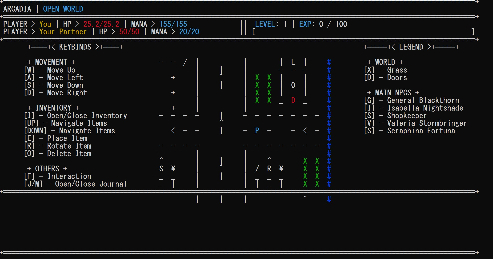 ARCADIA | OPEN WORLD
PLAYER > You | HP > 25.2/25.2 | MANA > 155/155 || LEVEL: 1 | EXP: 0 / 100
PLAYER > Your Partner | HP > 50/50 | MANA > 20/20 || [ ]
< KEYBINDS > < LEGEND >
+ MOVEMENT + + WORLD +
[W] - Move Up [X] - Grass
[A] - Move Left [D] - Doors
[S] - Move Down
[D] - Move Right + MAIN NPCS +
[G] - General Blackthorn
+ INVENTORY + [I] - Isabella Nightshade
[I] - Open/Close Inventory [S] - Shopkeeper
[UP] - Navigate Items [V] - Valeria Stormbringer
[DOWN] - Navigate Items [S] - Seraphina Fortuna
[E] - Place Item
[R] - Rotate Item
[O] - Delete Item
+ OTHERS +
[F] - Interaction
[J/M] - Open/Close Journal